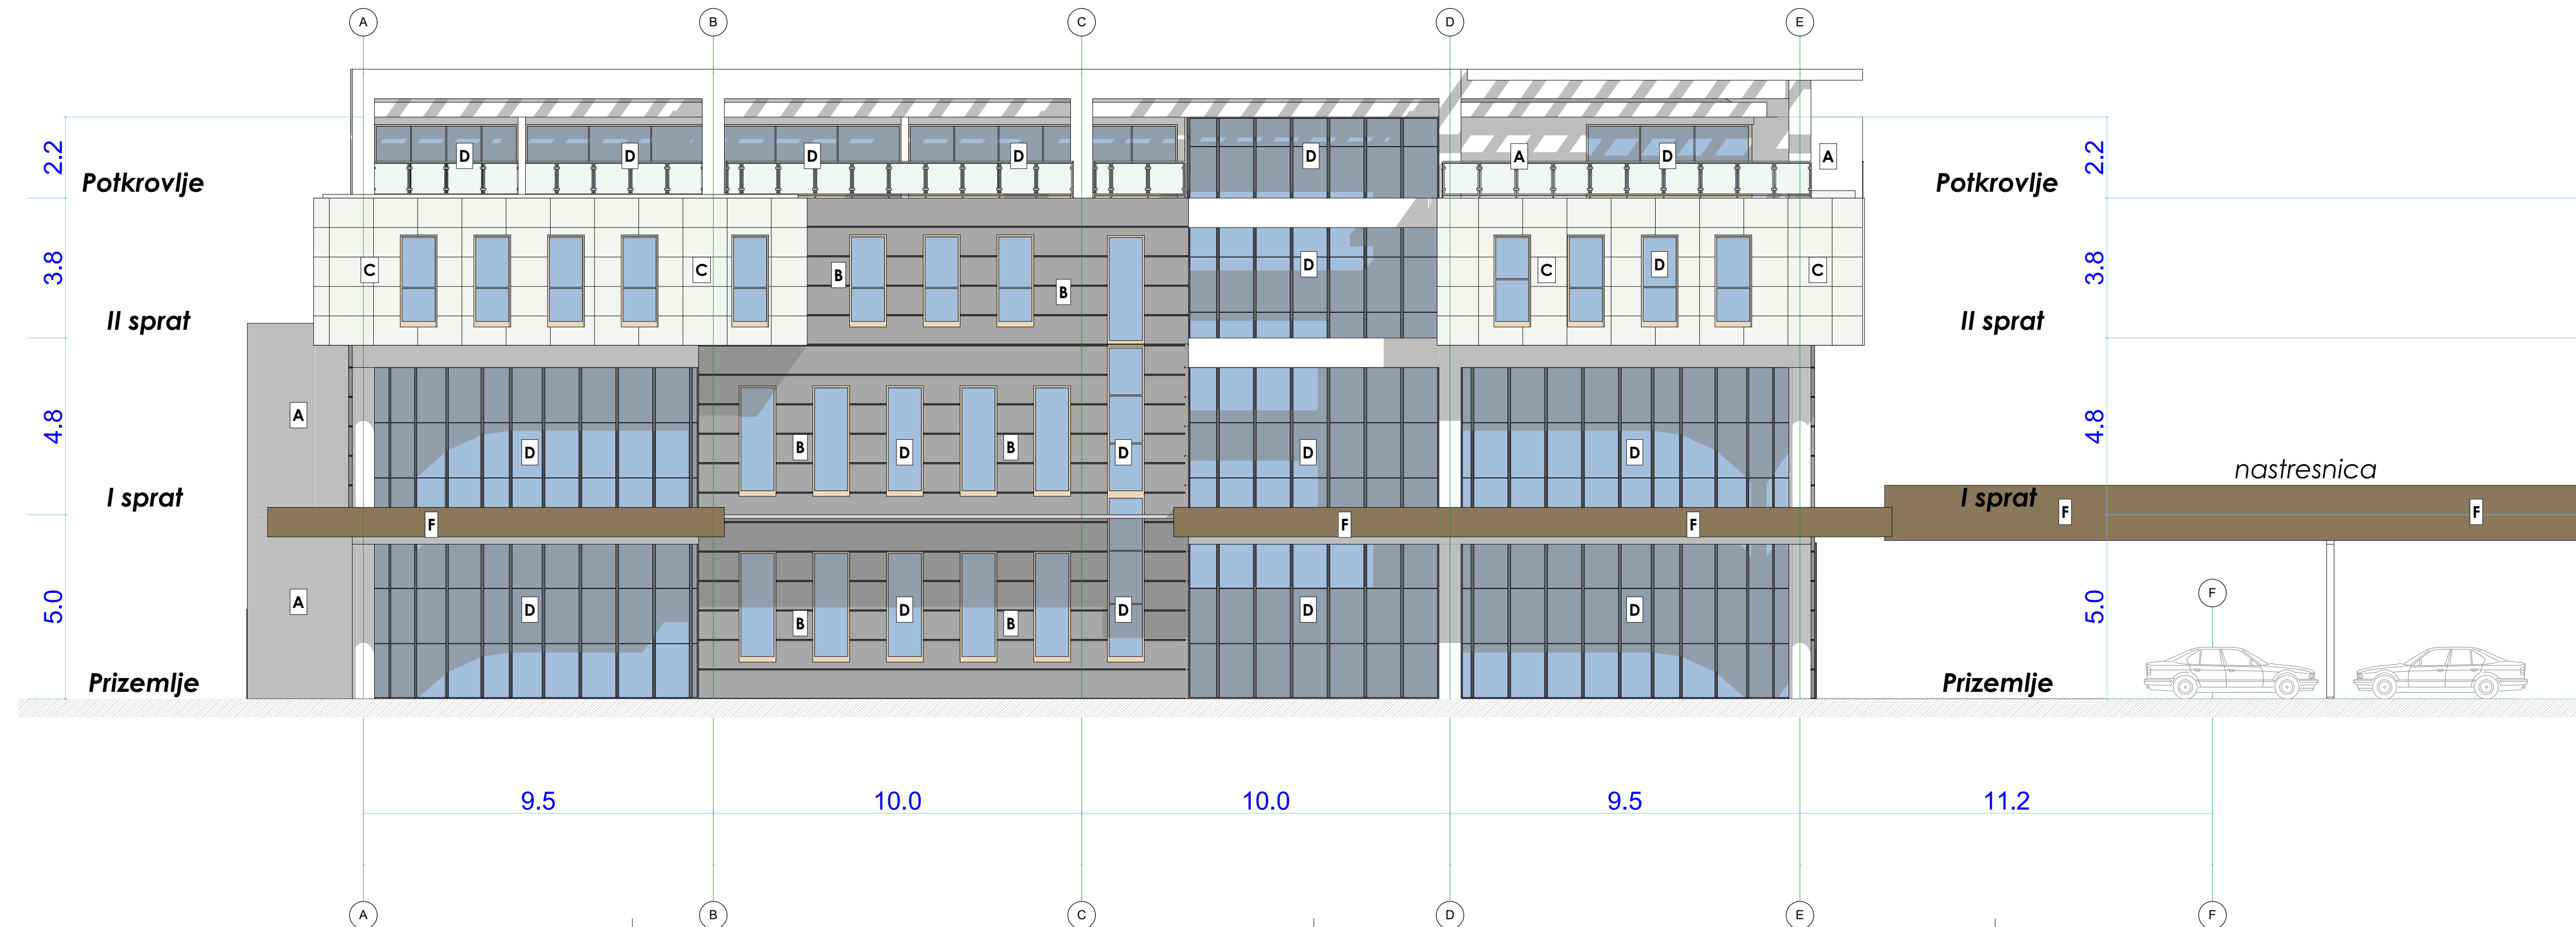 A B C D E
D D D D D A D A
2.2 Potkrovlje Potkrovlje 2.2
C C B B D C D C
3.8 3.8
II sprat II sprat
A
4.8 4.8
D B D B D D D
nastresnica
I sprat I sprat
F F F F F
F
A D B D B D D D
5.0 5.0
Prizemlje Prizemlje
9.5 10.0 10.0 9.5 11.2
A B C D E F